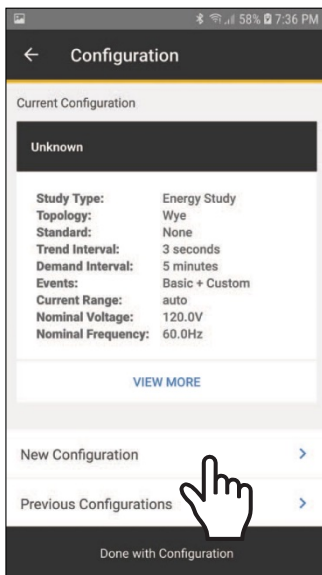 58% 7:36 PM
Configuration
Current Configuration
Unknown
Study Type: Energy Study
Topology: Wye
Standard: None
Trend Interval: 3 seconds
Demand Interval: 5 minutes
Events: Basic + Custom
Current Range: auto
Nominal Voltage: 120.0V
Nominal Frequency: 60.0Hz
VIEW MORE
New Configuration
Previous Configurations
Done with Configuration